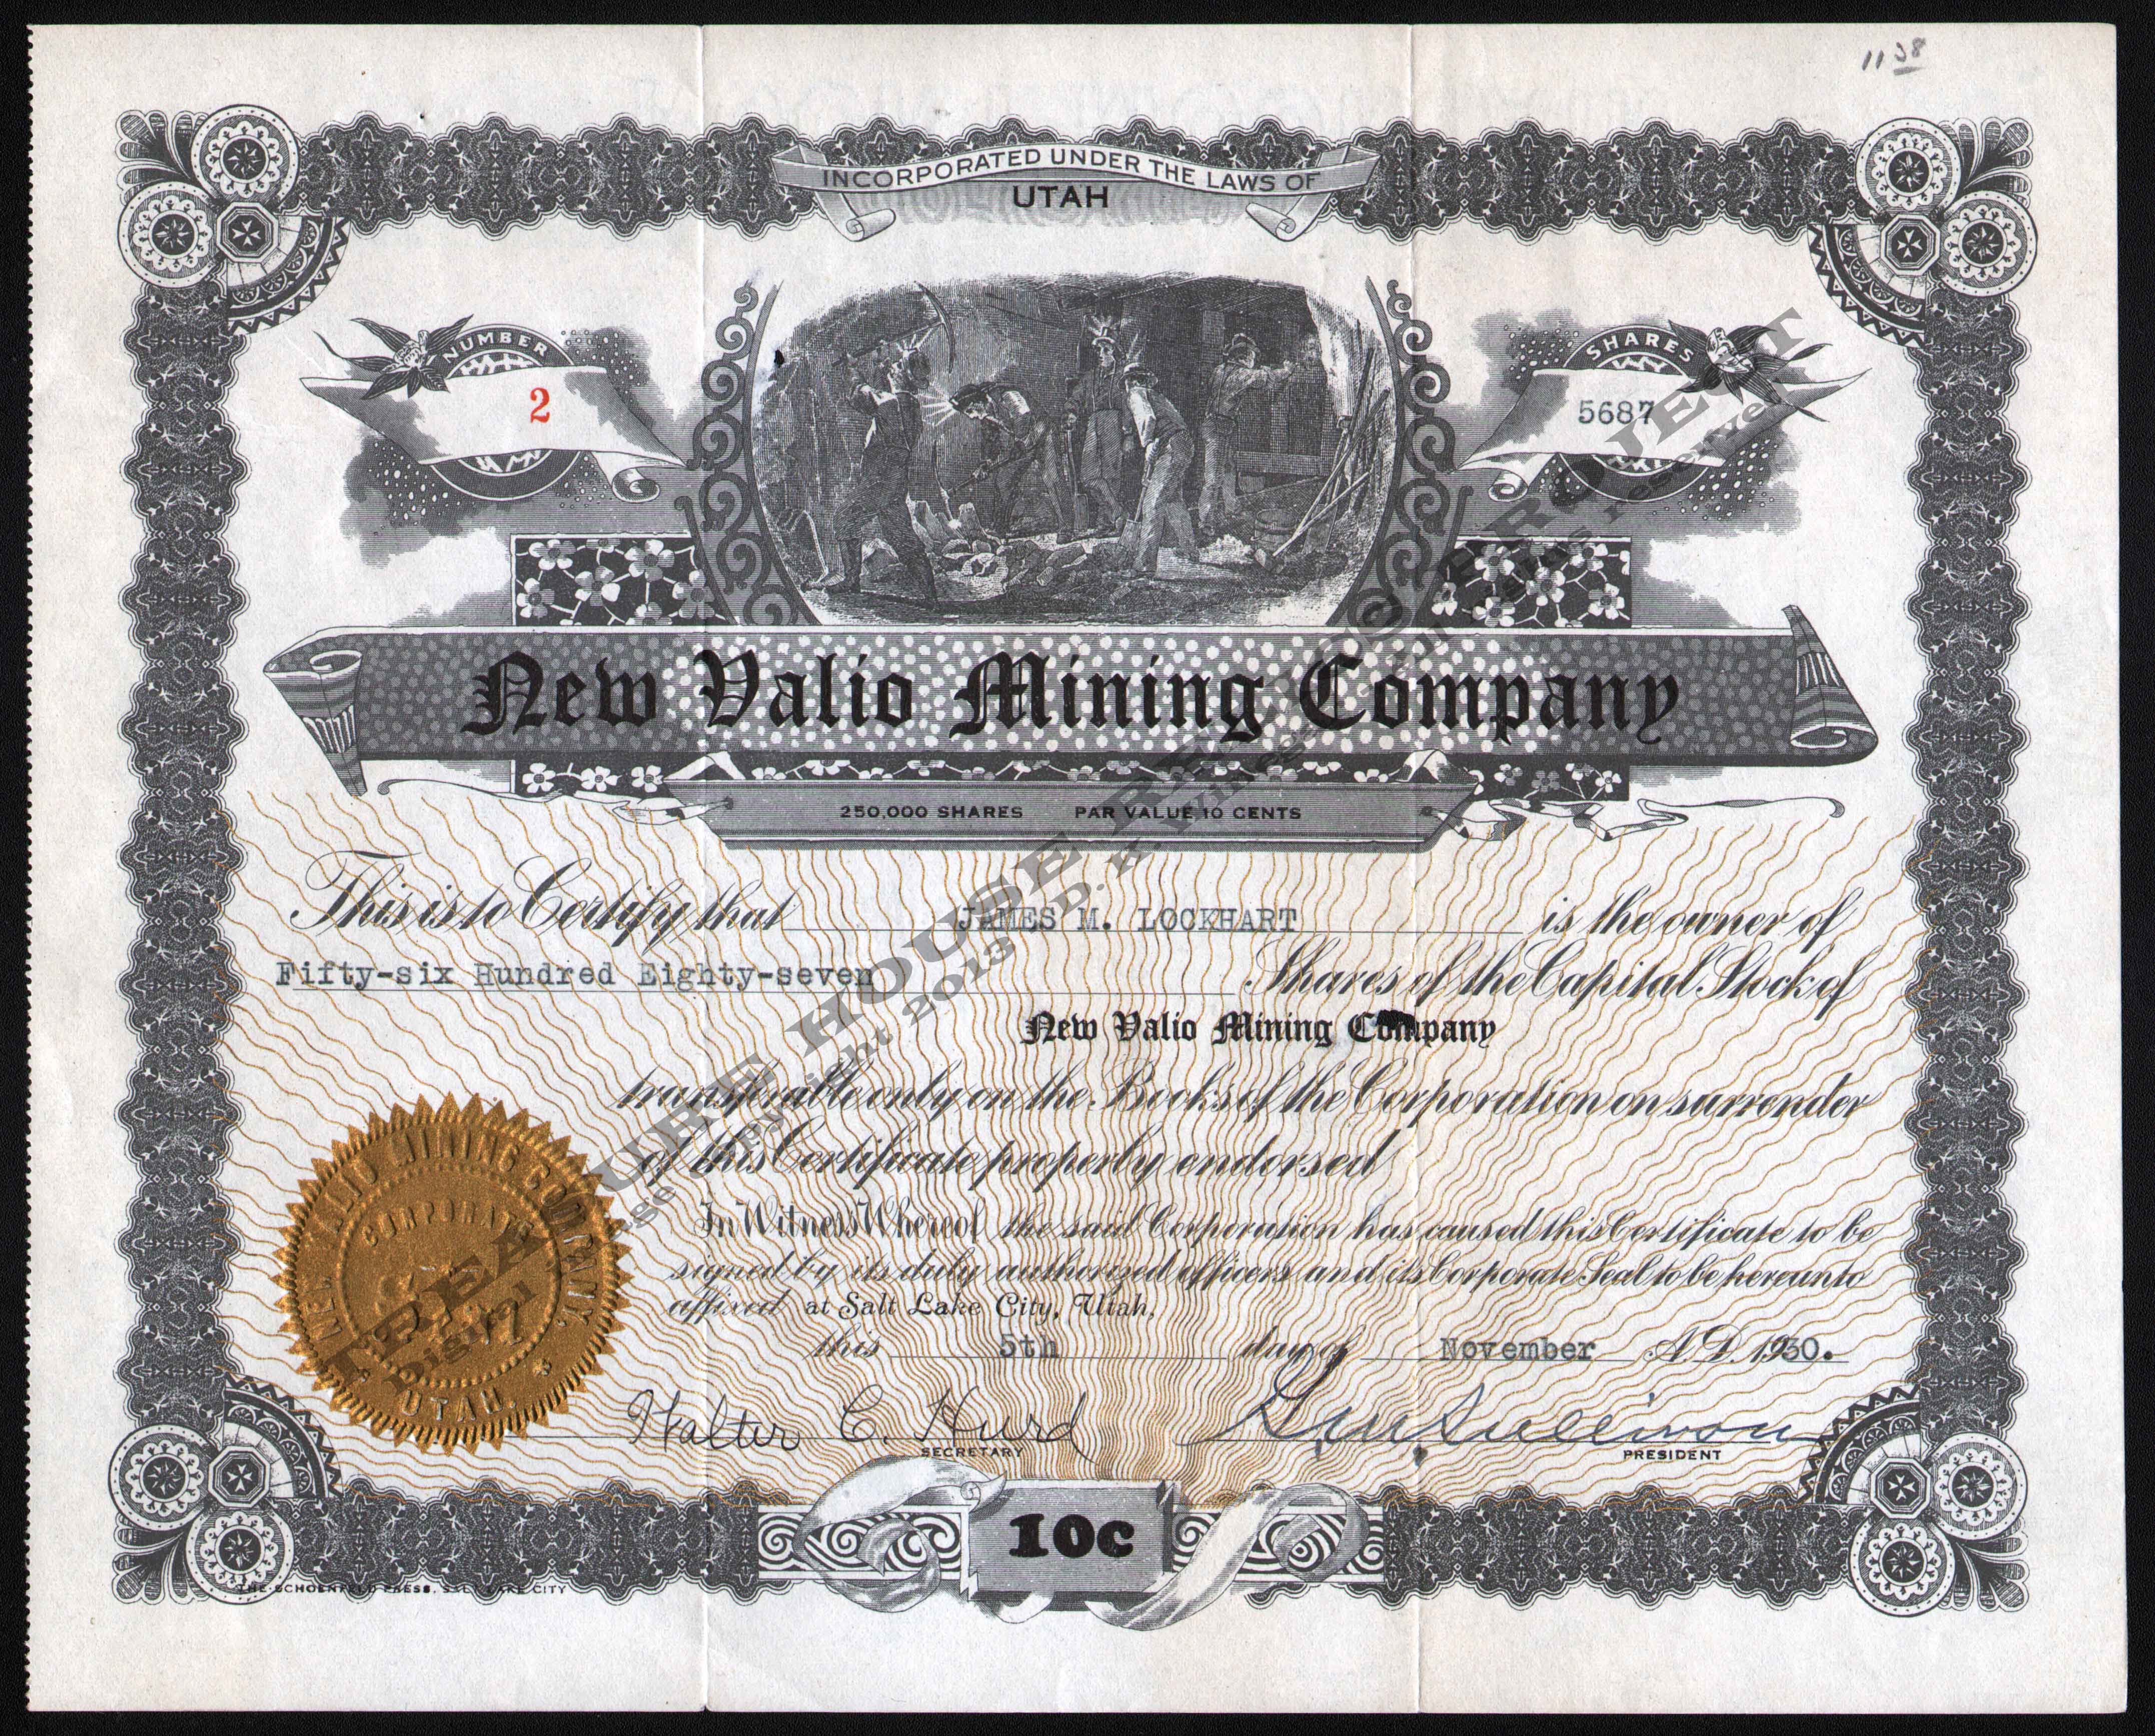 1138
INCORPORATED UNDER THE LAWS OF
UTAH
NUMBER
2
SHARES
5687
New Valio Mining Company
250,000 SHARES PAR VALUE 10 CENTS
This is to Certify that JAMES M. LOCKHART is the owner of
Fifty-six Hundred Eighty-seven Shares of the Capital Stock of
New Valio Mining Company
transferable only on the Books of the Corporation on surrender
of this Certificate properly endorsed
In Witness Whereof the said Corporation has caused this Certificate to be
signed by its duly authorized officers and its Corporate Seal to be hereunto
affixed at Salt Lake City, Utah,
this 5th day of November A.D. 1930.
NEW VALIO MINING COMPANY.
CORPORATE
UTAH.
Walter C. Hurd
SECRETARY
G. M. Sullivan
PRESIDENT
10c
THE SCHOENFELD PRESS, SALT LAKE CITY
TREASURE HOUSE RELICS PROJECT